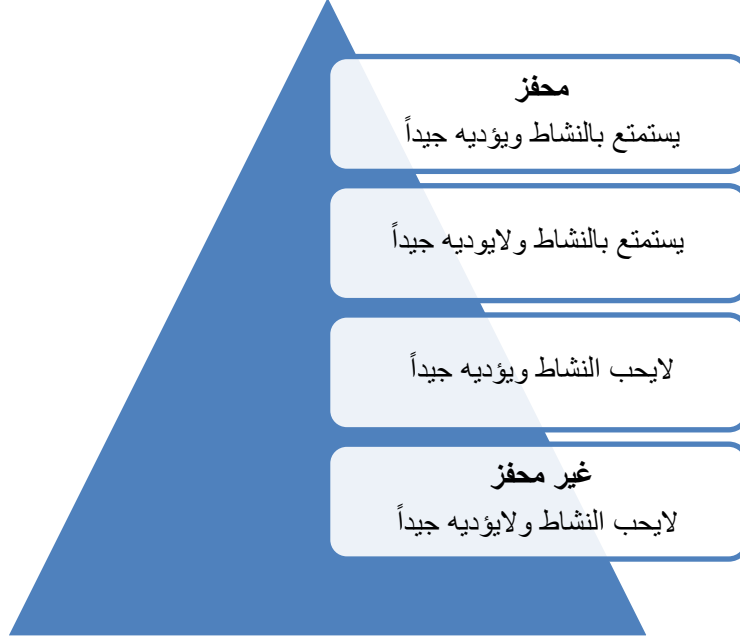 محفز
يستمتع بالنشاط ويؤديه جيداً
يستمتع بالنشاط ولايوديه جيداً
لايحب النشاط ويؤديه جيداً
غير محفز
لايحب النشاط ولايؤديه جيداً